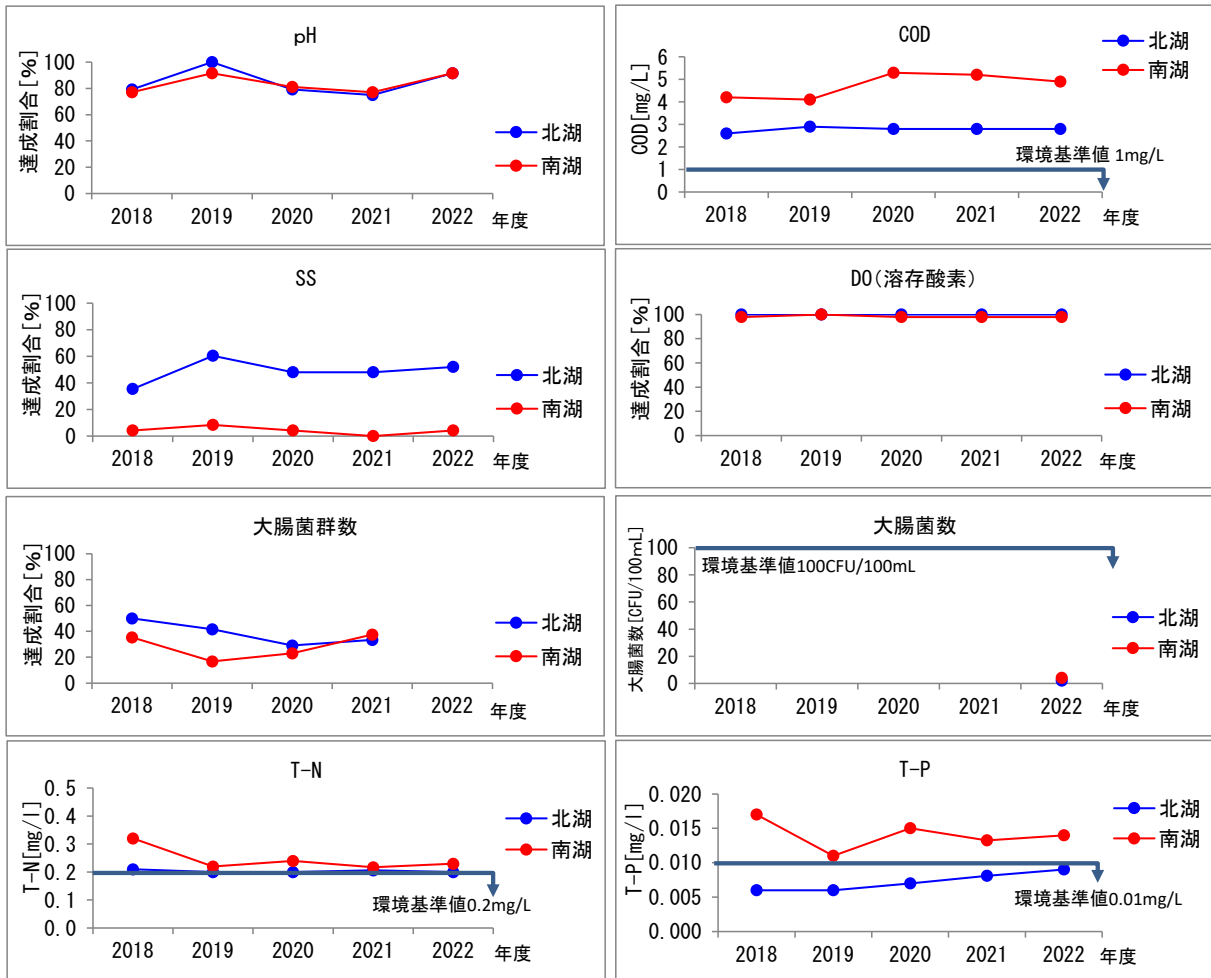 pH
達成割合[%]
100
80
60
40
20
0
2018 2019 2020 2021 2022 年度
北湖
南湖
COD
COD[mg/L]
6
5
4
3
2
1
0
2018 2019 2020 2021 2022 年度
北湖
南湖
環境基準値 1mg/L
SS
達成割合[%]
100
80
60
40
20
0
2018 2019 2020 2021 2022 年度
北湖
南湖
DO(溶存酸素)
達成割合[%]
100
80
60
40
20
0
2018 2019 2020 2021 2022 年度
北湖
南湖
大腸菌群数
達成割合[%]
100
80
60
40
20
0
2018 2019 2020 2021 2022 年度
北湖
南湖
大腸菌数
大腸菌数[CFU/100mL]
100
80
60
40
20
0
2018 2019 2020 2021 2022 年度
環境基準値100CFU/100mL
北湖
南湖
T-N
T-N[mg/l]
0.5
0.4
0.3
0.2
0.1
0.0
2018 2019 2020 2021 2022 年度
北湖
南湖
環境基準値0.2mg/L
T-P
T-P[mg/l]
0.020
0.015
0.010
0.005
0.000
2018 2019 2020 2021 2022 年度
北湖
南湖
環境基準値0.01mg/L